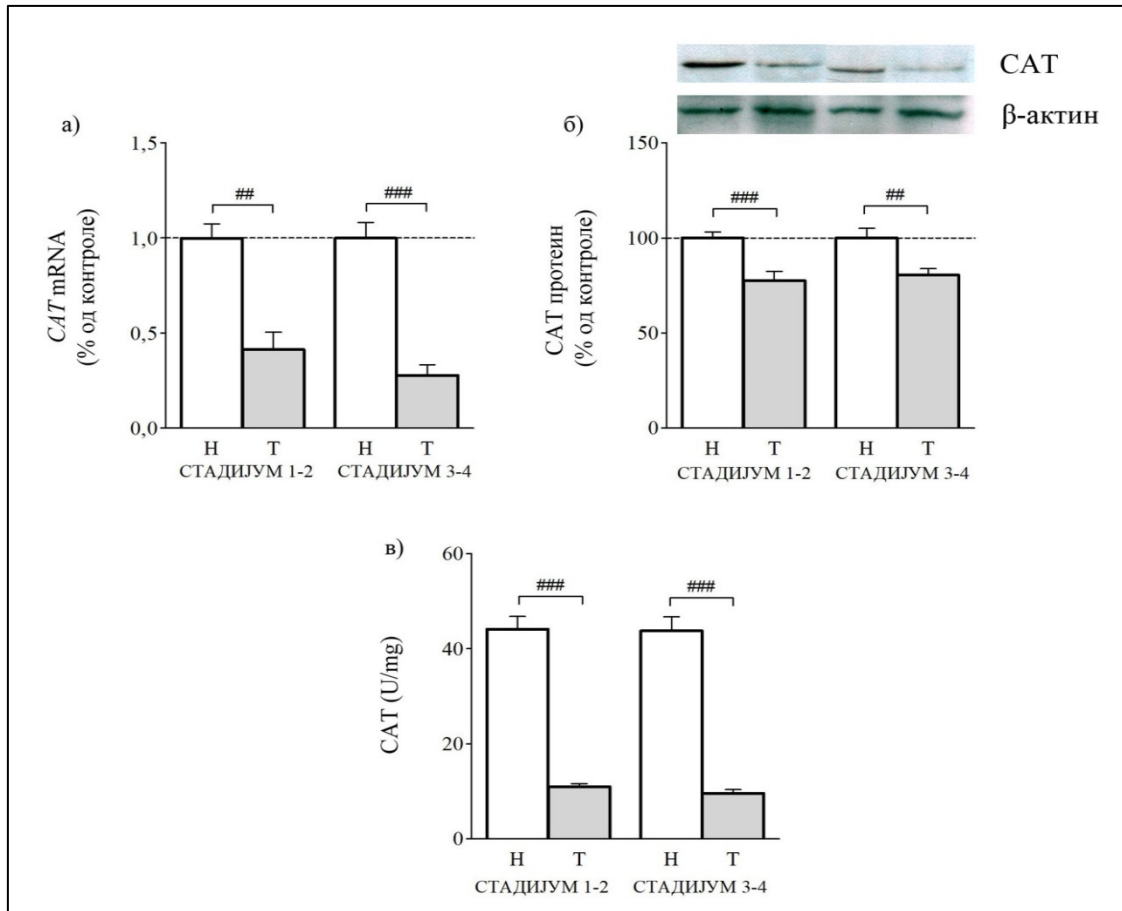 CAT
β-актин
а)
1,5
1,0
0,5
0,0
CAT mRNA
(% од контроле)
##
###
Н Т Н Т
СТАДИЈУМ 1-2 СТАДИЈУМ 3-4
б)
150
100
50
0
CAT протеин
(% од контроле)
###
##
Н Т Н Т
СТАДИЈУМ 1-2 СТАДИЈУМ 3-4
в)
60
40
20
0
CAT (U/mg)
###
###
Н Т Н Т
СТАДИЈУМ 1-2 СТАДИЈУМ 3-4